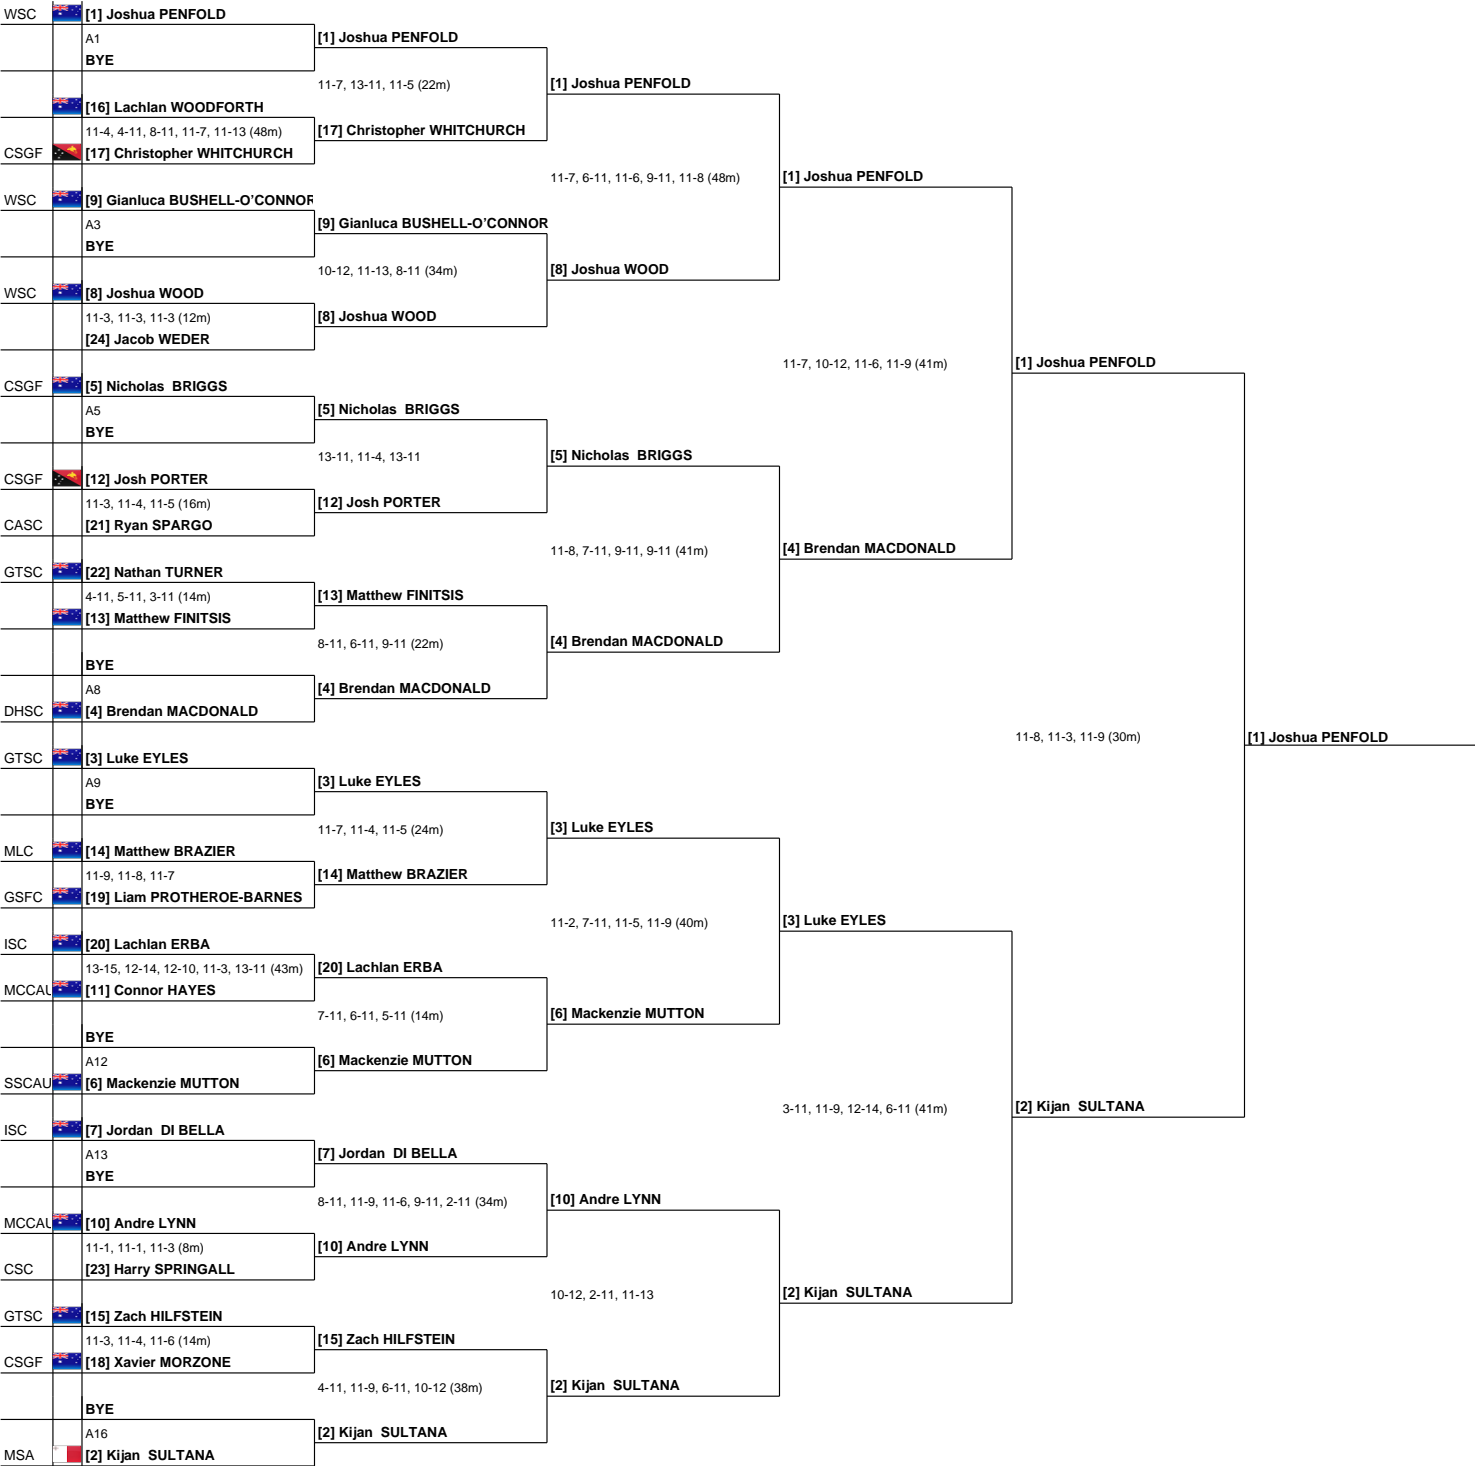 WSC [1] Joshua PENFOLD
A1
BYE
[1] Joshua PENFOLD
11-7, 13-11, 11-5 (22m)
[16] Lachlan WOODFORTH
11-4, 4-11, 8-11, 11-7, 11-13 (48m)
CSGF [17] Christopher WHITCHURCH
[17] Christopher WHITCHURCH
[1] Joshua PENFOLD
11-7, 6-11, 11-6, 9-11, 11-8 (48m)
WSC [9] Gianluca BUSHELL-O'CONNOR
A3
BYE
[9] Gianluca BUSHELL-O’CONNOR
10-12, 11-13, 8-11 (34m)
WSC [8] Joshua WOOD
11-3, 11-3, 11-3 (12m)
[24] Jacob WEDER
[8] Joshua WOOD
[8] Joshua WOOD
[1] Joshua PENFOLD
11-7, 10-12, 11-6, 11-9 (41m)
CSGF [5] Nicholas BRIGGS
A5
BYE
[5] Nicholas BRIGGS
13-11, 11-4, 13-11
CSGF [12] Josh PORTER
11-3, 11-4, 11-5 (16m)
CASC [21] Ryan SPARGO
[12] Josh PORTER
[5] Nicholas BRIGGS
11-8, 7-11, 9-11, 9-11 (41m)
GTSC [22] Nathan TURNER
4-11, 5-11, 3-11 (14m)
[13] Matthew FINITSIS
[13] Matthew FINITSIS
8-11, 6-11, 9-11 (22m)
BYE
A8
DHSC [4] Brendan MACDONALD
[4] Brendan MACDONALD
[4] Brendan MACDONALD
[4] Brendan MACDONALD
[1] Joshua PENFOLD
11-8, 11-3, 11-9 (30m)
[1] Joshua PENFOLD
GTSC [3] Luke EYLES
A9
BYE
[3] Luke EYLES
11-7, 11-4, 11-5 (24m)
MLC [14] Matthew BRAZIER
11-9, 11-8, 11-7
GSFC [19] Liam PROTHEROE-BARNES
[14] Matthew BRAZIER
[3] Luke EYLES
11-2, 7-11, 11-5, 11-9 (40m)
ISC [20] Lachlan ERBA
13-15, 12-14, 12-10, 11-3, 13-11 (43m)
MCCAU [11] Connor HAYES
[20] Lachlan ERBA
7-11, 6-11, 5-11 (14m)
BYE
A12
SSCAU [6] Mackenzie MUTTON
[6] Mackenzie MUTTON
[6] Mackenzie MUTTON
[3] Luke EYLES
3-11, 11-9, 12-14, 6-11 (41m)
ISC [7] Jordan DI BELLA
A13
BYE
[7] Jordan DI BELLA
8-11, 11-9, 11-6, 9-11, 2-11 (34m)
MCCAU [10] Andre LYNN
11-1, 11-1, 11-3 (8m)
CSC [23] Harry SPRINGALL
[10] Andre LYNN
[10] Andre LYNN
10-12, 2-11, 11-13
GTSC [15] Zach HILFSTEIN
11-3, 11-4, 11-6 (14m)
CSGF [18] Xavier MORZONE
[15] Zach HILFSTEIN
4-11, 11-9, 6-11, 10-12 (38m)
BYE
A16
MSA [2] Kijan SULTANA
[2] Kijan SULTANA
[2] Kijan SULTANA
[2] Kijan SULTANA
[2] Kijan SULTANA